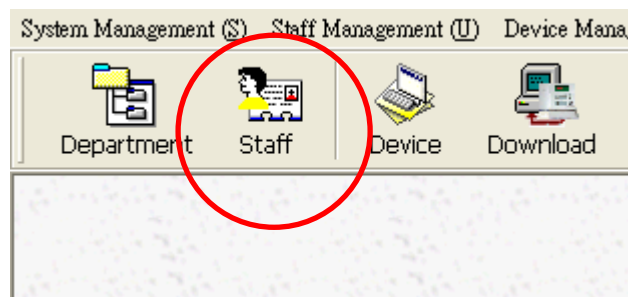 System Management (S) Staff Management (U) Device Mana
Department Staff Device Download